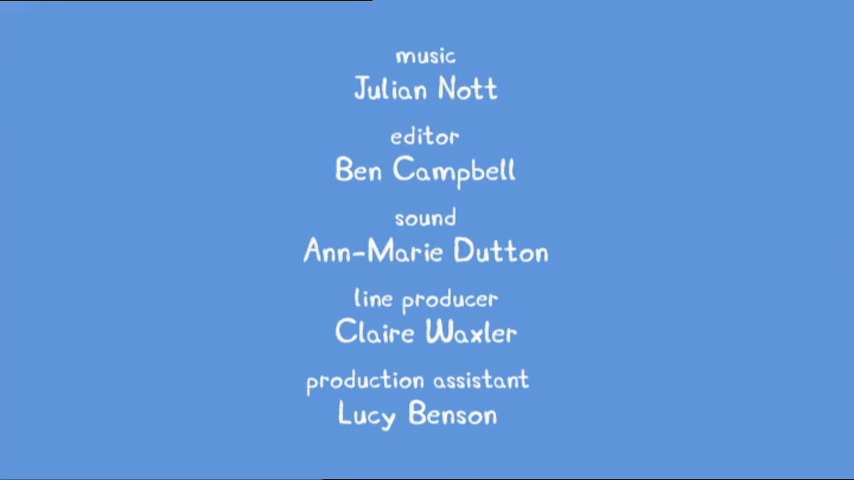 music
Julian Nott
editor
Ben Campbell
sound
Ann-Marie Dutton
line producer
Claire Waxler
production assistant
Lucy Benson